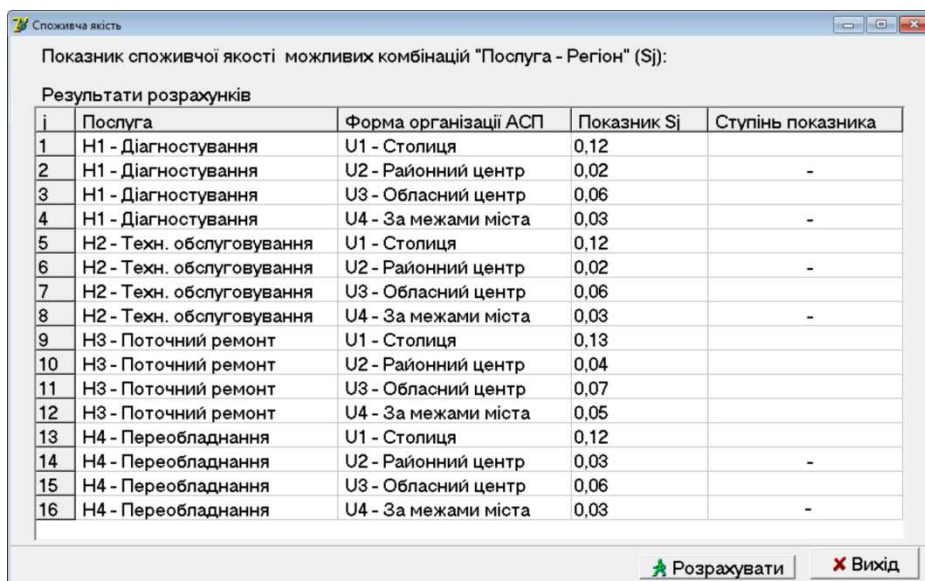 Споживча якість
Показник споживчої якості можливих комбінацій "Послуга - Регіон" (Sj):
Результати розрахунків
j Послуга Форма організації АСП Показник Sj Ступінь показника
1 Н1 - Діагностування U1 - Столиця 0,12
2 Н1 - Діагностування U2 - Районний центр 0,02 -
3 Н1 - Діагностування U3 - Обласний центр 0,06
4 Н1 - Діагностування U4 - За межами міста 0,03 -
5 Н2 - Техн. обслуговування U1 - Столиця 0,12
6 Н2 - Техн. обслуговування U2 - Районний центр 0,02 -
7 Н2 - Техн. обслуговування U3 - Обласний центр 0,06
8 Н2 - Техн. обслуговування U4 - За межами міста 0,03 -
9 Н3 - Поточний ремонт U1 - Столиця 0,13
10 Н3 - Поточний ремонт U2 - Районний центр 0,04
11 Н3 - Поточний ремонт U3 - Обласний центр 0,07
12 Н3 - Поточний ремонт U4 - За межами міста 0,05
13 Н4 - Переобладнання U1 - Столиця 0,12
14 Н4 - Переобладнання U2 - Районний центр 0,03 -
15 Н4 - Переобладнання U3 - Обласний центр 0,06
16 Н4 - Переобладнання U4 - За межами міста 0,03 -
Розрахувати Вихід